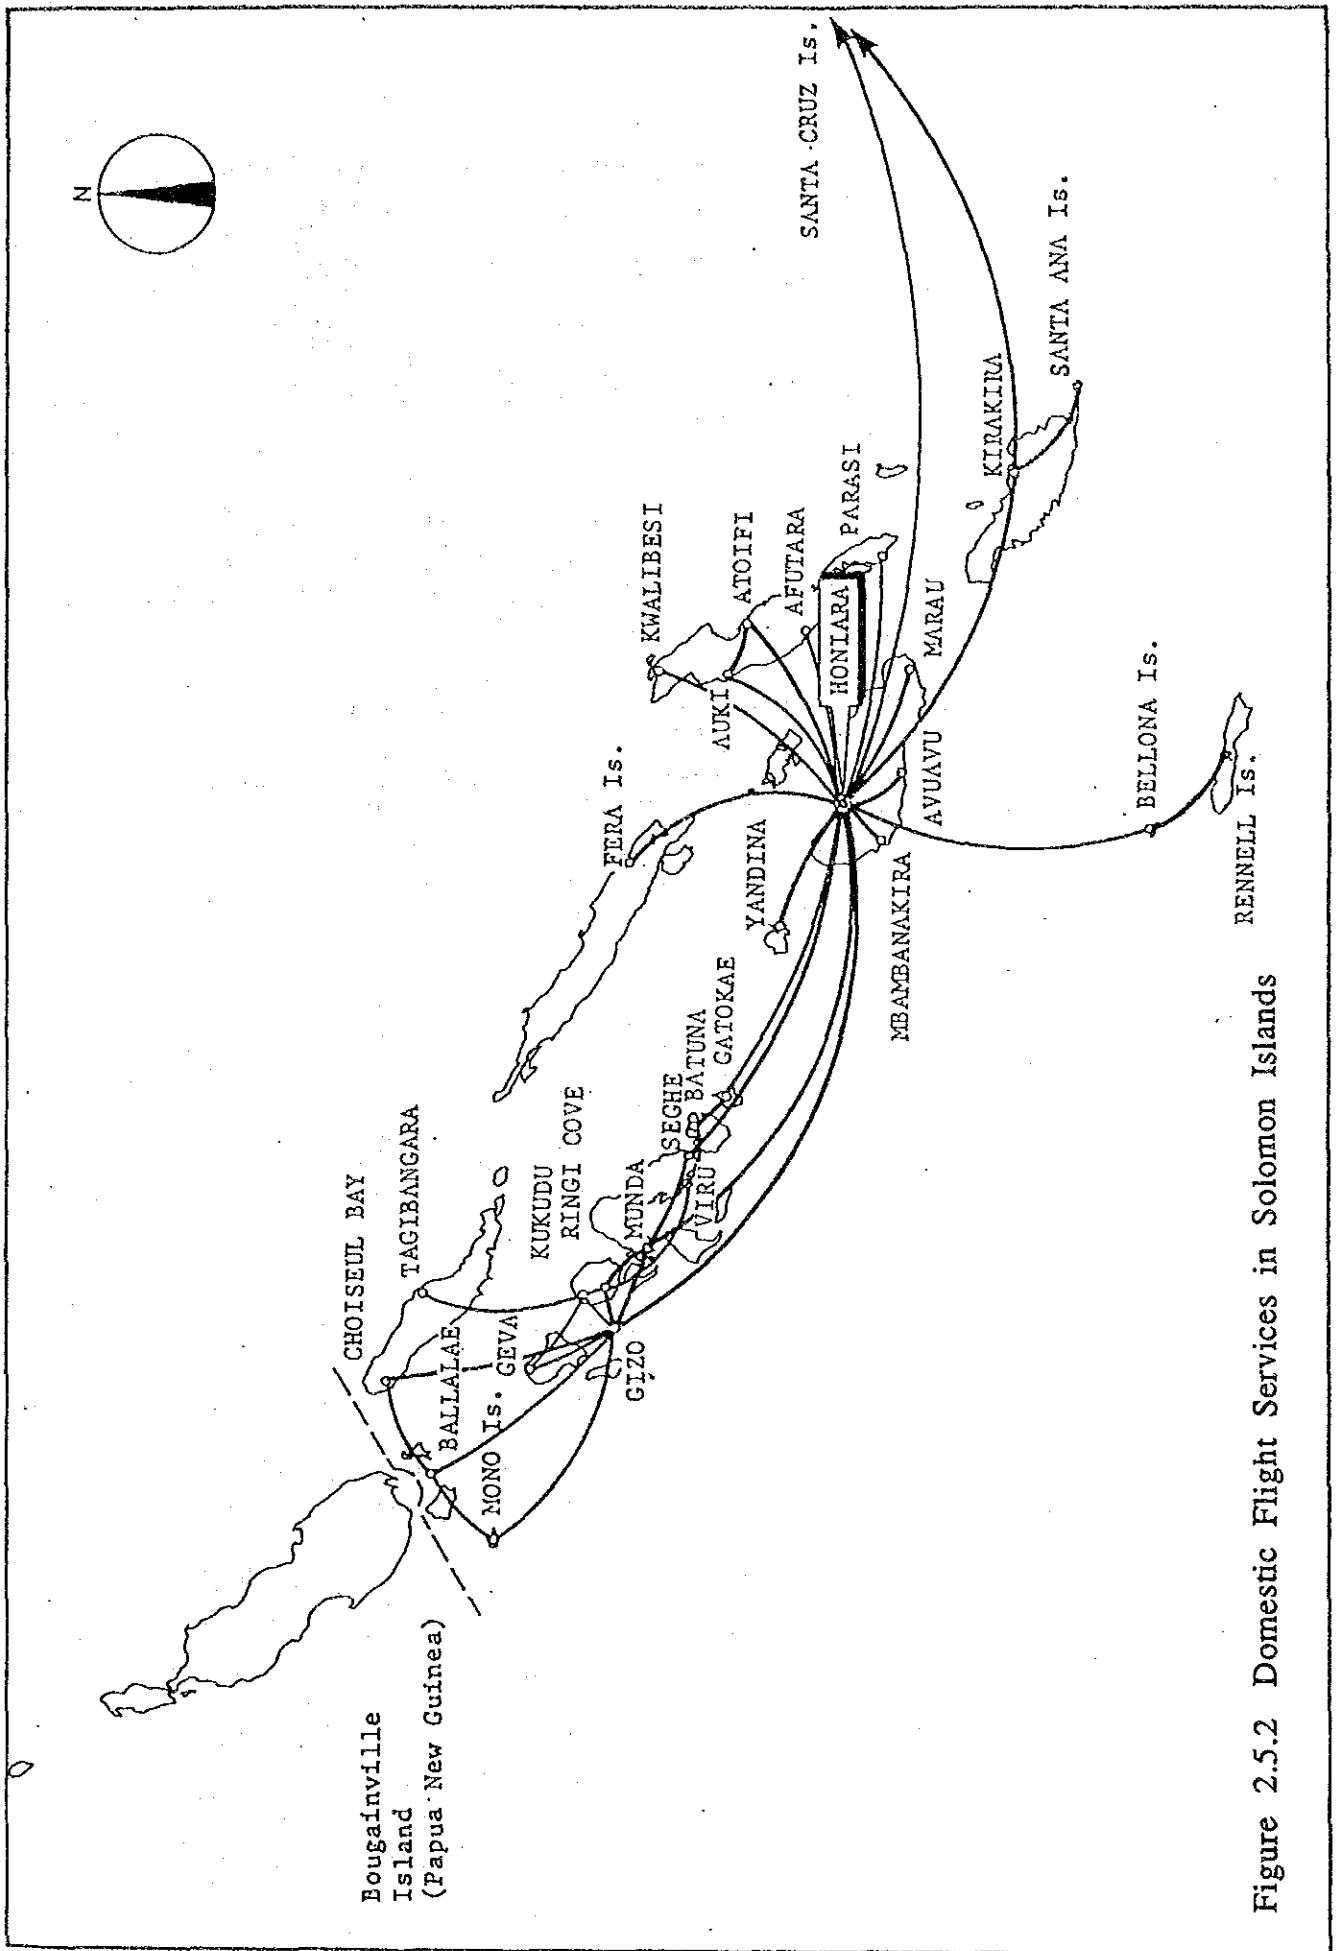 N
Bougainville
Island
(Papua New Guinea)
CHOISEUL BAY
TAGIBANGARA
BALLALAE
MONO Is.
GEVA
KUKUDU
RINGI COVE
GIZO
MUNDA
VIRU
SEGHE
BATUNA
GATOKAE
FERA Is.
YANDINA
MBAMBANAKIRA
AVUAVU
MARAU
HONIARA
AUKI
KWALIBESI
ATOIFI
AFUTARA
PARASI
KIRAKIRA
SANTA ANA Is.
SANTA CRUZ Is.
BELLONA Is.
RENNELL Is.
Figure 2.5.2 Domestic Flight Services in Solomon Islands